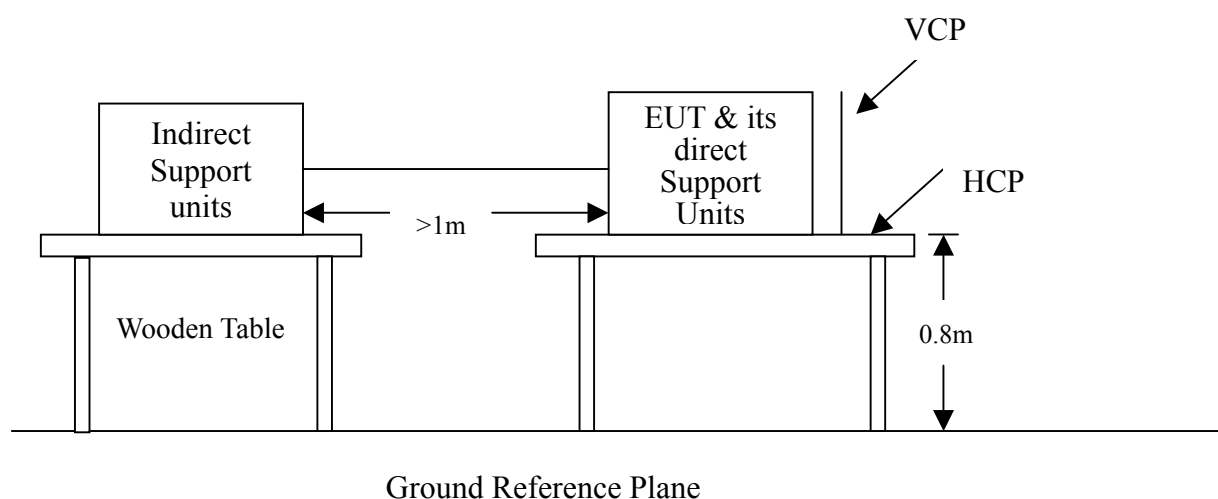 VCP
Indirect
Support
units
EUT & its
direct
Support
Units
HCP
>1m
Wooden Table
0.8m
Ground Reference Plane